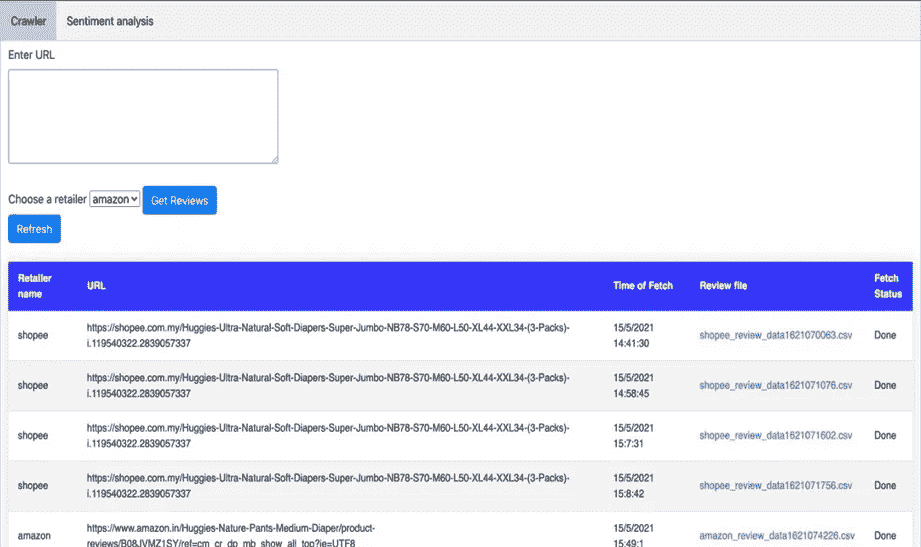 Crawler Sentiment analysis
Enter URL
Choose a retailer amazon Get Reviews
Refresh
Retailer name URL Time of Fetch Review file Fetch Status
shopee https://shopee.com.my/Huggies-Ultra-Natural-Soft-Diapers-Super-Jumbo-NB78-S70-M60-L50-XL44-XXL34-(3-Packs)-
i.119540322.2839057337 15/5/2021
14:41:30 shopee_review_data1621070063.csv Done
shopee https://shopee.com.my/Huggies-Ultra-Natural-Soft-Diapers-Super-Jumbo-NB78-S70-M60-L50-XL44-XXL34-(3-Packs)-
i.119540322.2839057337 15/5/2021
14:58:45 shopee_review_data1621071076.csv Done
shopee https://shopee.com.my/Huggies-Ultra-Natural-Soft-Diapers-Super-Jumbo-NB78-S70-M60-L50-XL44-XXL34-(3-Packs)-
i.119540322.2839057337 15/5/2021
15:7:31 shopee_review_data1621071602.csv Done
shopee https://shopee.com.my/Huggies-Ultra-Natural-Soft-Diapers-Super-Jumbo-NB78-S70-M60-L50-XL44-XXL34-(3-Packs)-
i.119540322.2839057337 15/5/2021
15:8:42 shopee_review_data1621071756.csv Done
amazon https://www.amazon.in/Huggies-Nature-Pants-Medium-Diaper/product-
reviews/B08JVMZ1SY/ref=cm_cr_dp_mb_show_all_top?ie=UTF8 15/5/2021
15:49:1 amazon_review_data1621074226.csv Done